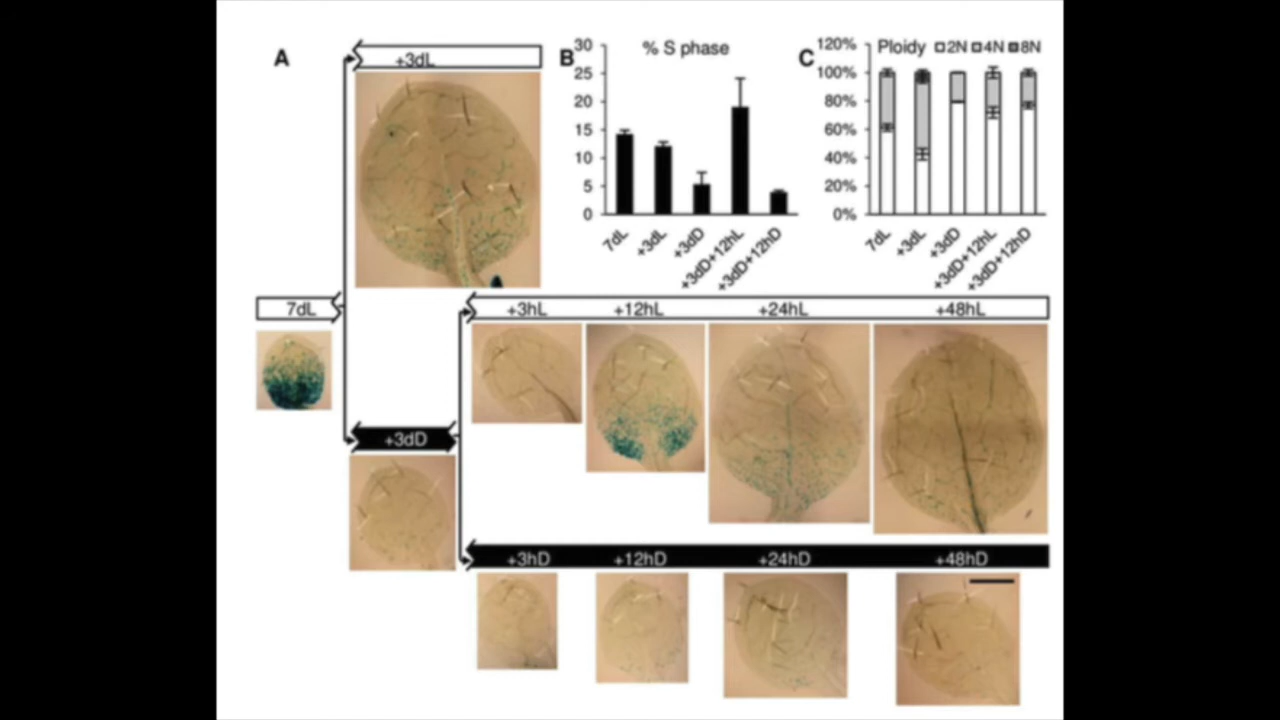 A
+3dL
B
% S phase
30
25
20
15
10
5
0
7dL
+3dL
+3dD
+3dD+12hL
+3dD+12hD
C
Ploidy 2N 4N 8N
120%
100%
80%
60%
40%
20%
0%
7dL
+3dL
+3dD
+3dD+12hL
+3dD+12hD
7dL
+3hL +12hL +24hL +48hL
+3dD
+3hD +12hD +24hD +48hD